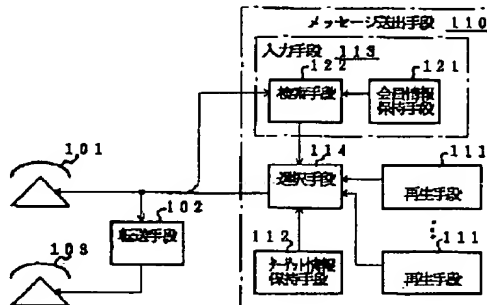 メッセージ送出手段 110
入力手段 113
122
検索手段
121
会員情報
保持手段
101
114
選択手段
111
再生手段
102
転送手段
103
112
ターゲット情報
保持手段
111
再生手段